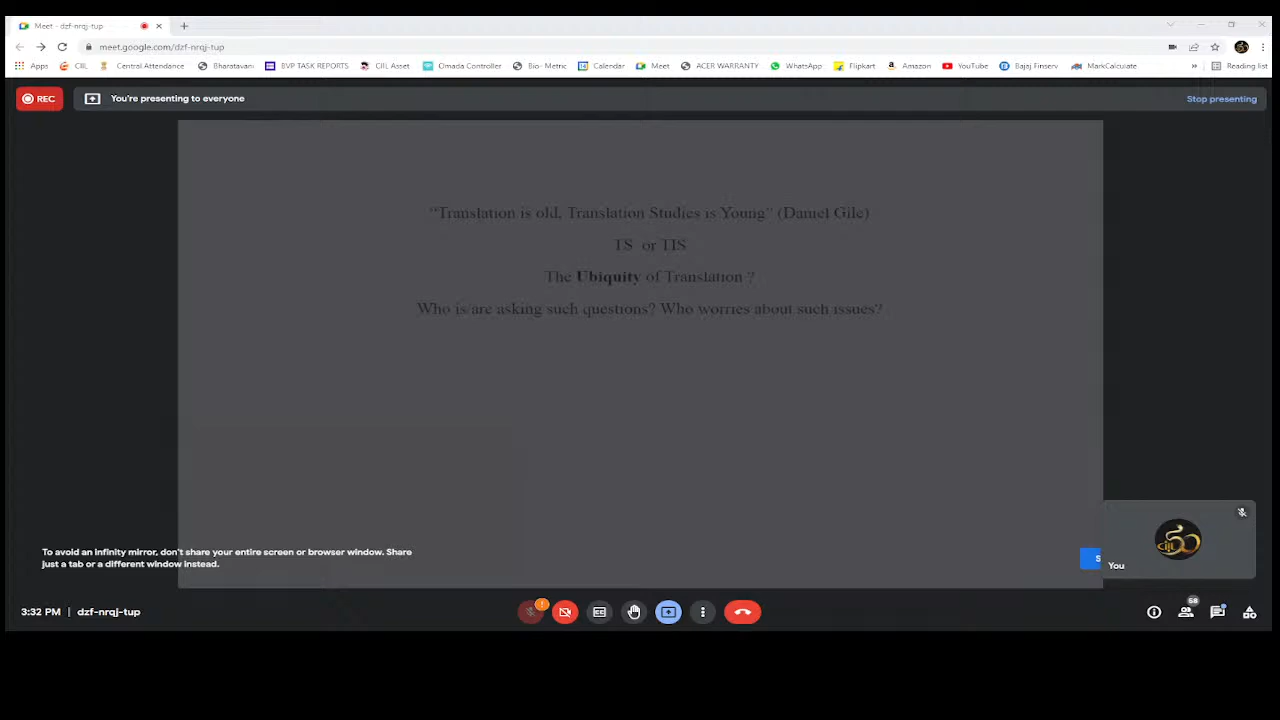 Meet - dzf-nrqj-tup
meet.google.com/dzf-nrqj-tup
Apps CIIL Central Attendance Bharatavani BVP TASK REPORTS CIIL Asset Omada Controller Bio- Metric Calendar Meet ACER WARRANTY WhatsApp Flipkart Amazon YouTube Bajaj Finserv MarkCalculate » Reading list
REC You're presenting to everyone Stop presenting
“Translation is old, Translation Studies is Young” (Daniel Gile)
TS or TIS
The Ubiquity of Translation ?
Who is/are asking such questions? Who worries about such issues?
To avoid an infinity mirror, don't share your entire screen or browser window. Share
just a tab or a different window instead.
S
CIIL 50
You
3:32 PM | dzf-nrqj-tup
68